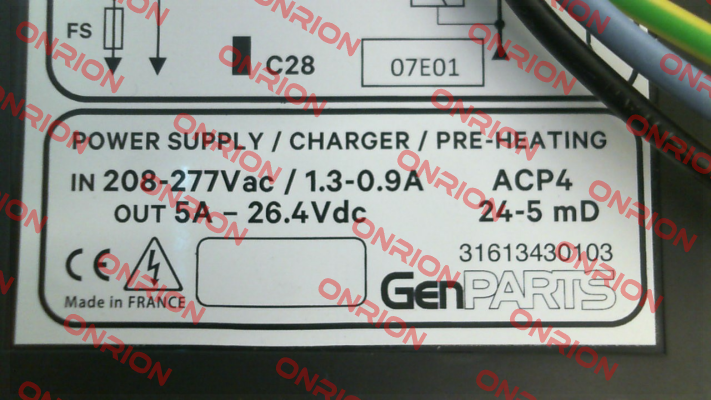 FS
C28
07E01
POWER SUPPLY / CHARGER / PRE-HEATING
IN 208-277Vac / 1.3-0.9A ACP4
OUT 5A - 26.4Vdc 24-5 mD
31613430103
CE
GenPARTS
Made in FRANCE
ONRION